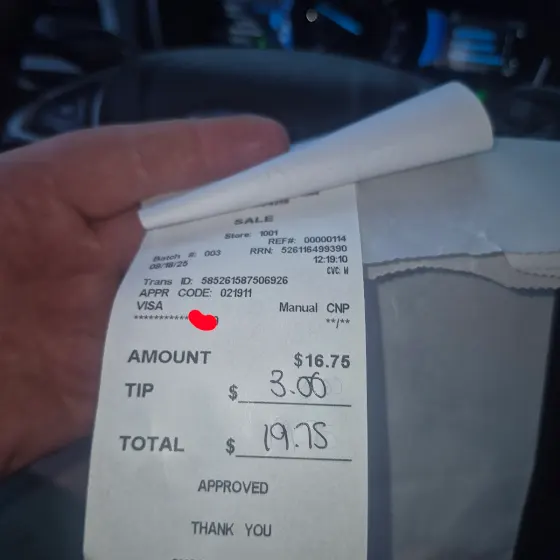 SALE
Store: 1001
REF#: 00000114
Batch #: 003 RRN: 526116499390
09/18/25 12:19:10
CVC: M
Trans ID: 585261587506926
APPR CODE: 021911
VISA Manual CNP
************9 **/**
AMOUNT $16.75
TIP $ 3.00
TOTAL $ 19.75
APPROVED
THANK YOU